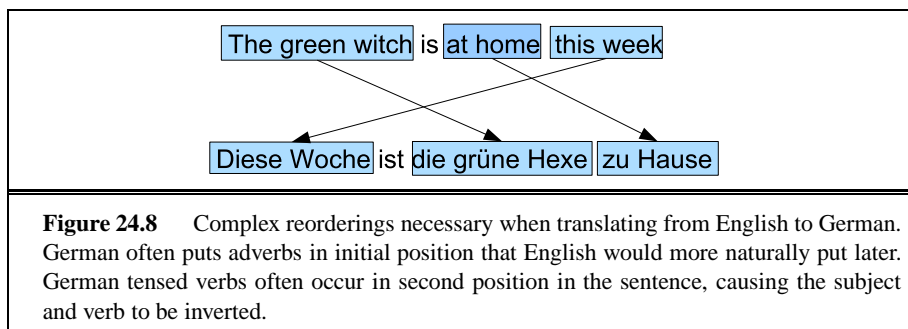 The green witch is at home this week
Diese Woche ist die grüne Hexe zu Hause
Figure 24.8 Complex reorderings necessary when translating from English to German.
German often puts adverbs in initial position that English would more naturally put later.
German tensed verbs often occur in second position in the sentence, causing the subject
and verb to be inverted.